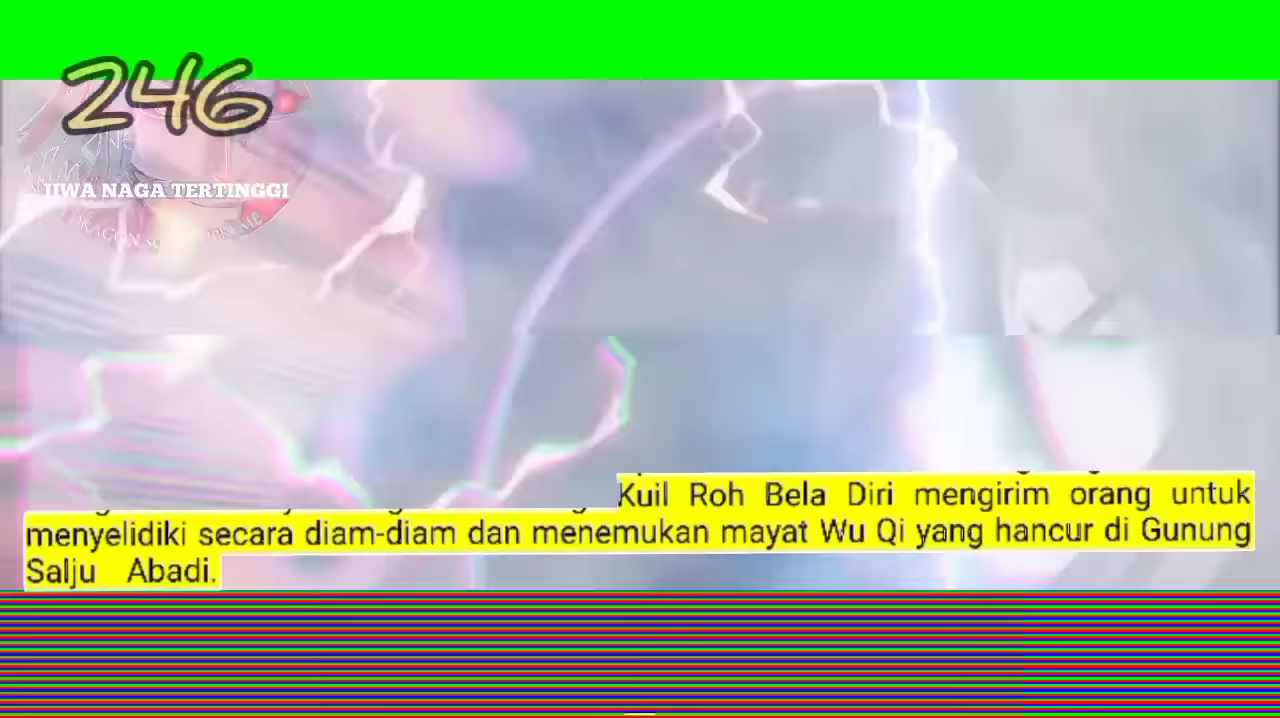 246
JIWA NAGA TERTINGGI
Kuil Roh Bela Diri mengirim orang untuk
menyelidiki secara diam-diam dan menemukan mayat Wu Qi yang hancur di Gunung
Salju Abadi.